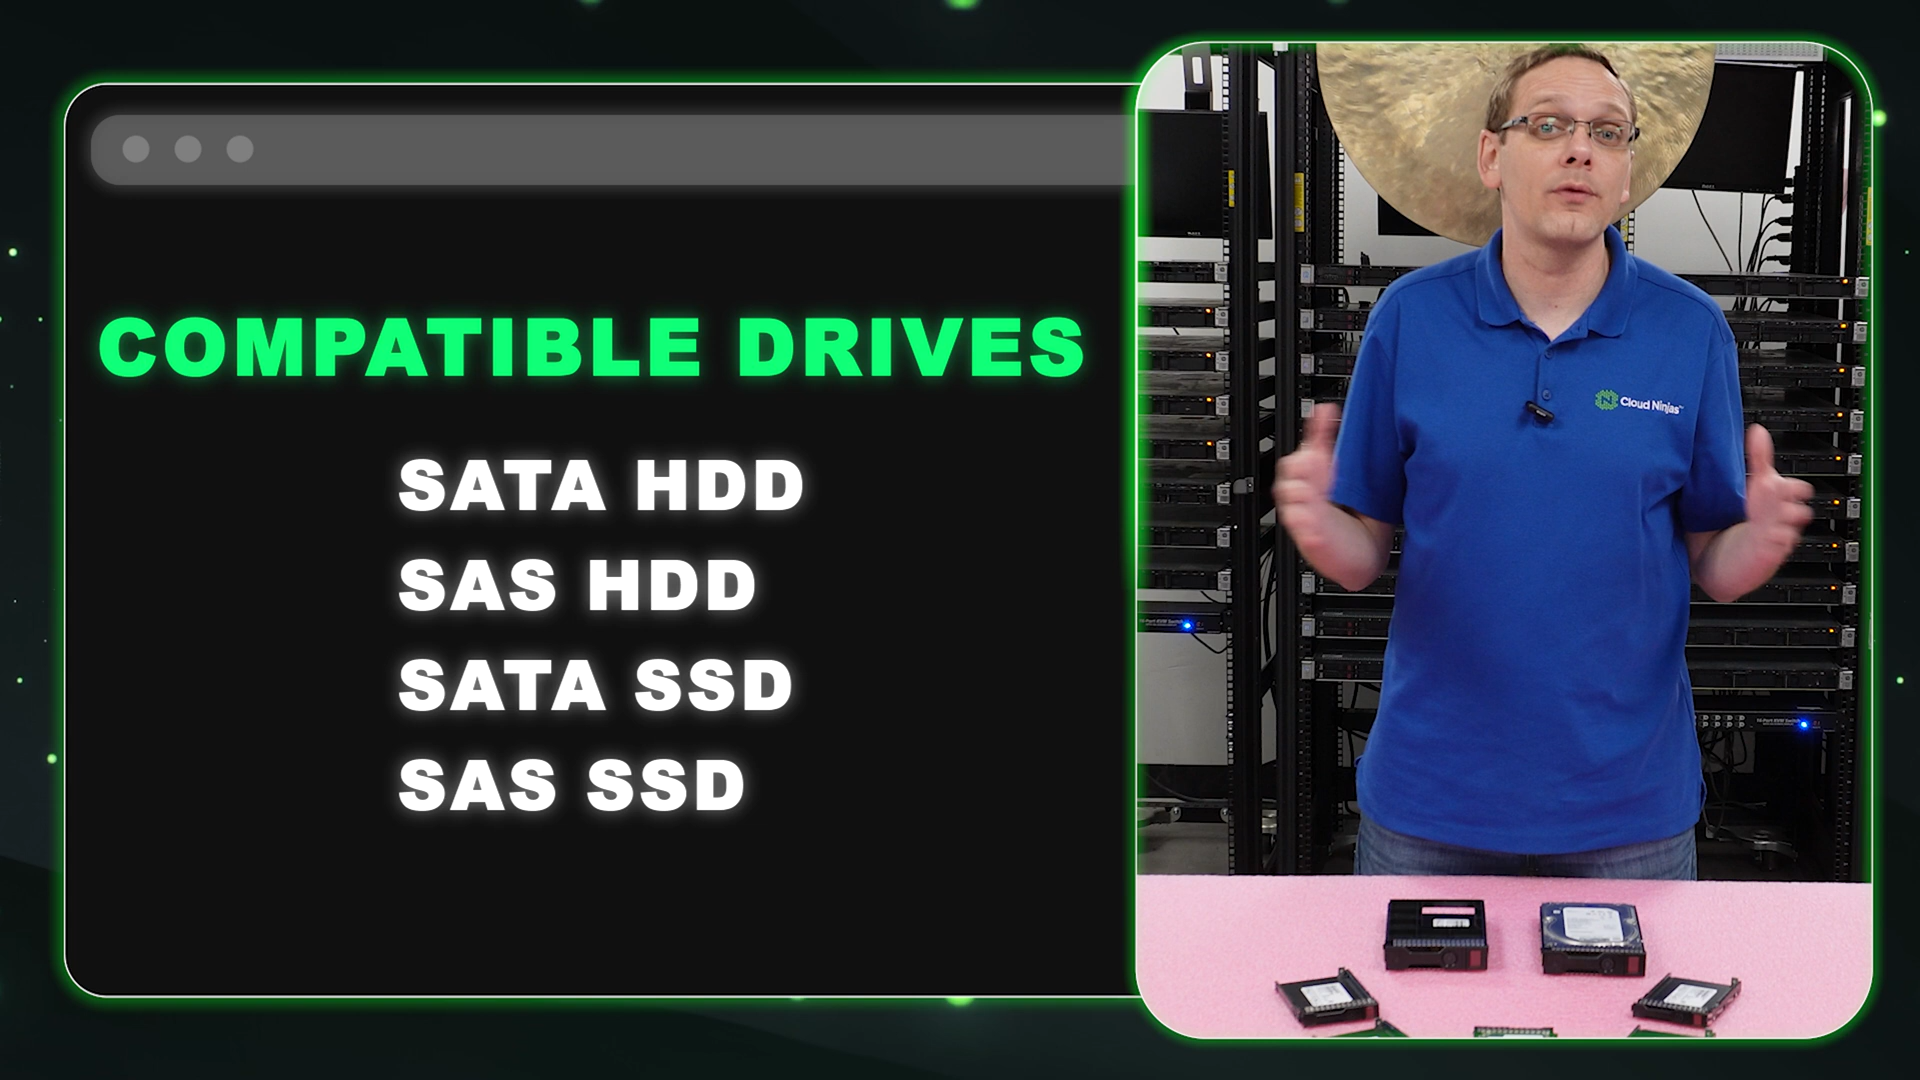 COMPATIBLE DRIVES
SATA HDD
SAS HDD
SATA SSD
SAS SSD
Cloud Ninjas